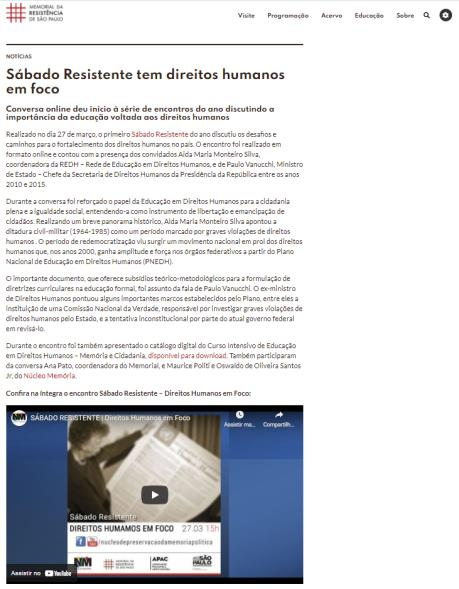 MEMORIAL DA
RESISTÊNCIA
DE SÃO PAULO
Visite Programação Acervo Educação Sobre
NOTÍCIAS
Sábado Resistente tem direitos humanos
em foco
Conversa online deu início à série de encontros do ano discutindo a
importância da educação voltada aos direitos humanos
Realizado no dia 27 de março, o primeiro Sábado Resistente do ano discutiu os desafios e
caminhos para o fortalecimento dos direitos humanos no país. O encontro foi realizado em
formato online e contou com a presença dos convidados Aida Maria Monteiro Silva,
coordenadora da REDH – Rede de Educação em Direitos Humanos, e de Paulo Vanucchi, Ministro
de Estado – Chefe da Secretaria de Direitos Humanos da Presidência da República entre os anos
2010 e 2015.
Durante a conversa foi reforçado o papel da Educação em Direitos Humanos para a cidadania
plena e a igualdade social, entendendo-a como instrumento de libertação e emancipação de
cidadãos. Realizando um breve panorama histórico, Aida Maria Monteiro Silva apontou a
ditadura civil-militar (1964-1985) como um período marcado por graves violações de direitos
humanos. O período de redemocratização viu surgir um movimento nacional em prol dos direitos
humanos que, nos anos 2000, ganha amplitude e força nos órgãos federativos a partir do Plano
Nacional de Educação em Direitos Humanos (PNEDH).
O importante documento, que oferece subsídios teórico-metodológicos para a formulação de
diretrizes curriculares na educação formal, foi assunto da fala de Paulo Vanucchi. O ex-ministro
de Direitos Humanos pontuou alguns importantes marcos estabelecidos pelo Plano, entre eles a
instituição de uma Comissão Nacional da Verdade, responsável por investigar graves violações de
direitos humanos pelo Estado, e a tentativa inconstitucional por parte do atual governo federal
em revisá-lo.
Durante o encontro foi também apresentado o catálogo digital do Curso Intensivo de Educação
em Direitos Humanos – Memória e Cidadania, disponível para download. Também participaram
da conversa Ana Pato, coordenadora do Memorial, e Maurice Politi e Oswaldo de Oliveira Santos
Jr, do Núcleo Memória.
Confira na íntegra o encontro Sábado Resistente – Direitos Humanos em Foco:
NM SÁBADO RESISTENTE | Direitos Humanos em Foco
Assistir ma... Compartilh...
Sábado Resistente
DIREITOS HUMAMOS EM FOCO 27.03 15h
/nucleodepreservacaodamemoriapolitica
NM
APAC
SÃO PAULO
Assistir no YouTube